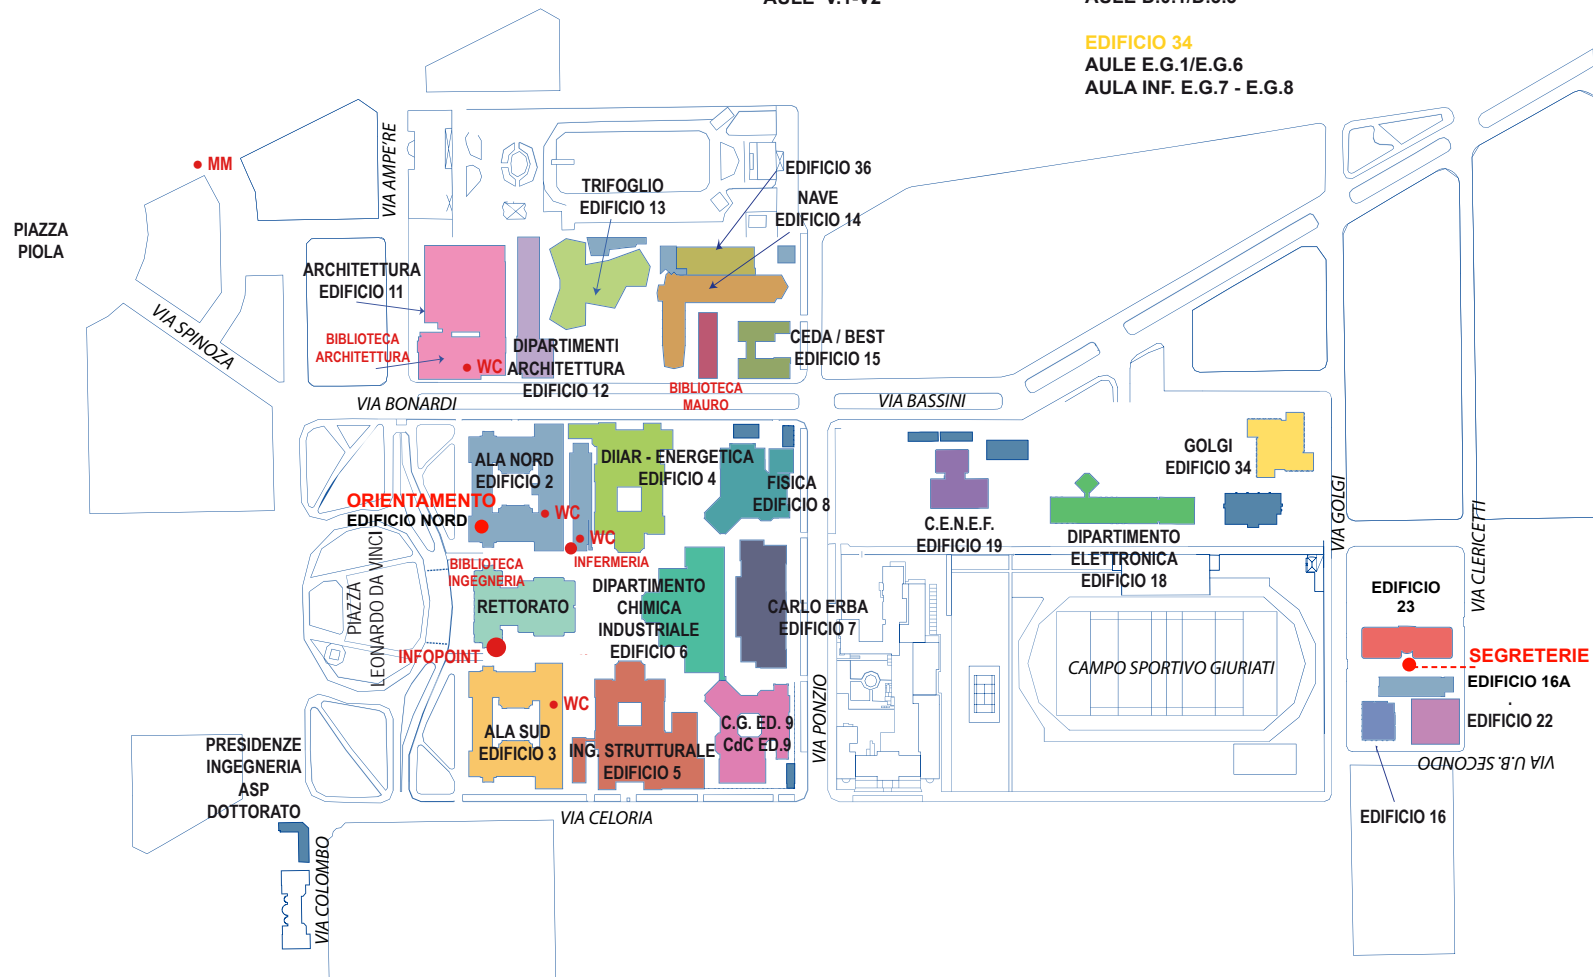 EDIFICIO 34
AULE E.G.1/E.G.6
AULA INF. E.G.7 - E.G.8
MM
VIA AMPE'RE
PIAZZA
PIOLA
EDIFICIO 36
TRIFOGLIO
EDIFICIO 13
NAVE
EDIFICIO 14
ARCHITETTURA
EDIFICIO 11
VIA SPINOZA
BIBLIOTECA
ARCHITETTURA
WC
DIPARTIMENTI
ARCHITETTURA
EDIFICIO 12
CEDA / BEST
EDIFICIO 15
BIBLIOTECA
MAURO
VIA BONARDI
VIA BASSINI
ALA NORD
EDIFICIO 2
DIIAR - ENERGETICA
EDIFICIO 4
FISICA
EDIFICIO 8
GOLGI
EDIFICIO 34
ORIENTAMENTO
EDIFICIO NORD
WC
WC
INFERMERIA
C.E.N.E.F.
EDIFICIO 19
DIPARTIMENTO
ELETTRONICA
EDIFICIO 18
VIA GOLGI
VIA CLERICETTI
BIBLIOTECA
INGEGNERIA
PIAZZA
LEONARDO DA VINCI
RETTORATO
DIPARTIMENTO
CHIMICA
INDUSTRIALE
EDIFICIO 6
CARLO ERBA
EDIFICIO 7
EDIFICIO
23
INFOPOINT
CAMPO SPORTIVO GIURIATI
SEGRETERIE
EDIFICIO 16A
.
EDIFICIO 22
WC
ALA SUD
EDIFICIO 3
ING. STRUTTURALE
EDIFICIO 5
C.G. ED. 9
CdC ED.9
VIA PONZIO
VIA U.B.SECONDO
PRESIDENZE
INGEGNERIA
ASP
DOTTORATO
VIA CELORIA
EDIFICIO 16
VIA COLOMBO